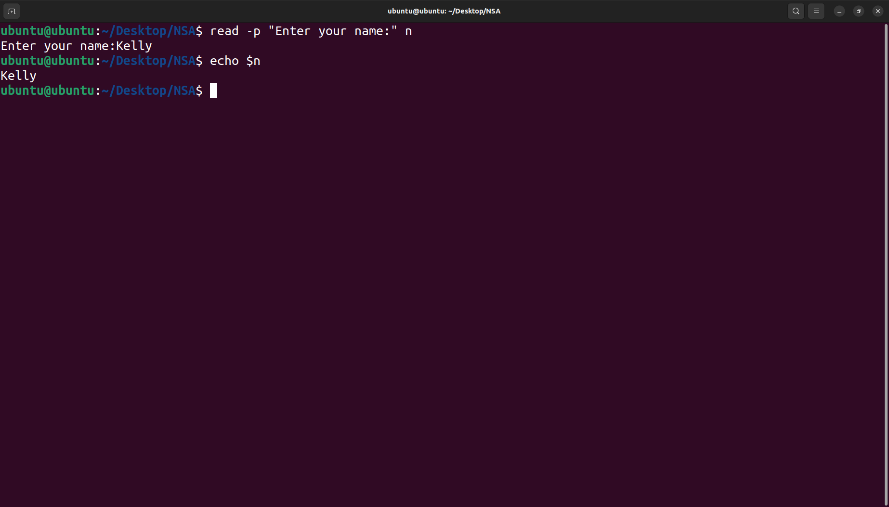 ubuntu@ubuntu: ~/Desktop/NSA
ubuntu@ubuntu:~/Desktop/NSA$ read -p "Enter your name:" n
Enter your name:Kelly
ubuntu@ubuntu:~/Desktop/NSA$ echo $n
Kelly
ubuntu@ubuntu:~/Desktop/NSA$